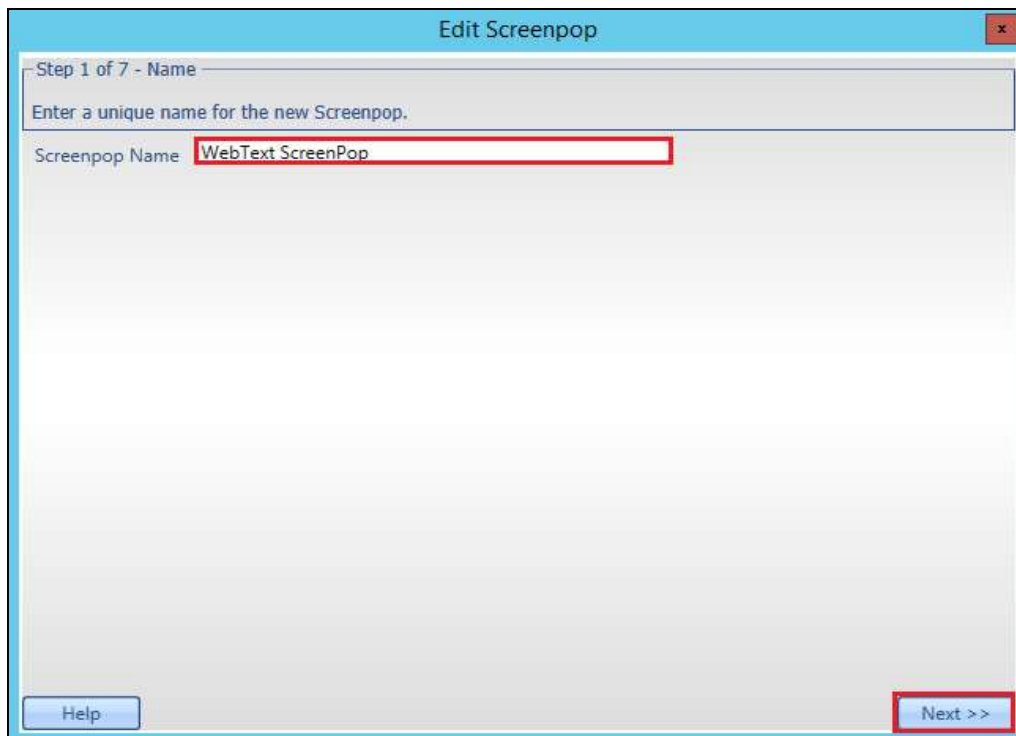 Edit Screenpop
x
Step 1 of 7 - Name
Enter a unique name for the new Screenpop.
Screenpop Name WebText ScreenPop
Help Next >>